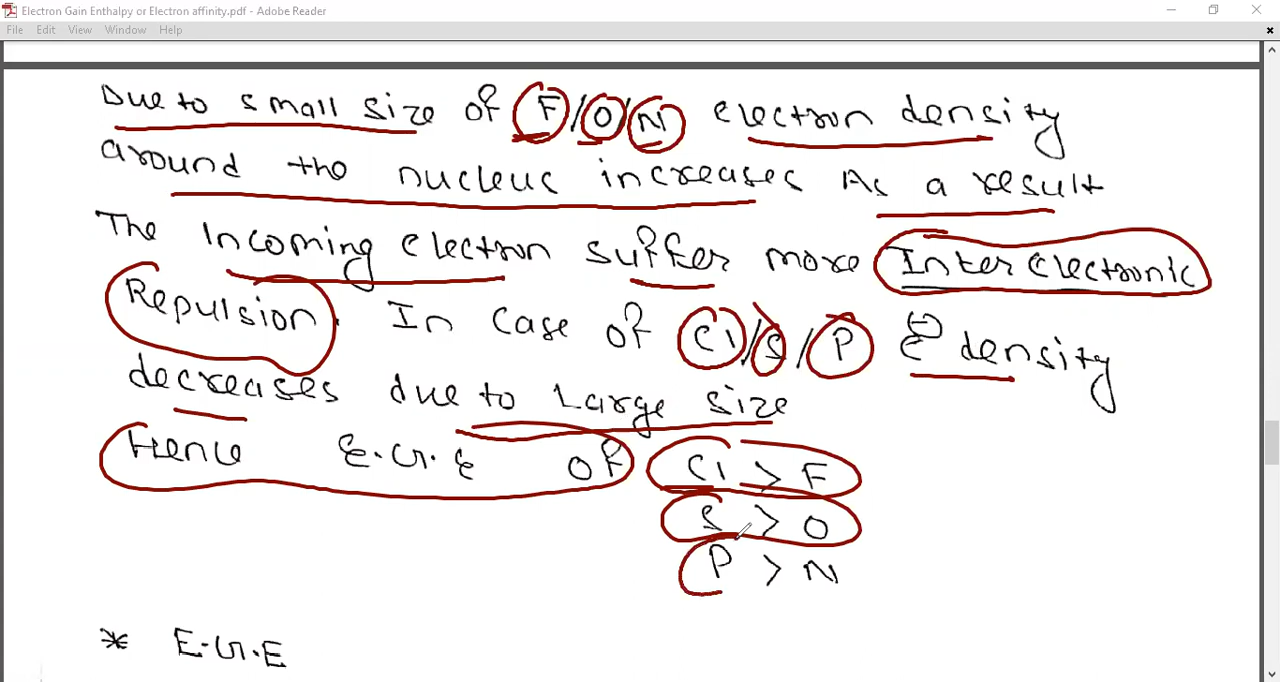 Electron Gain Enthalpy or Electron affinity.pdf - Adobe Reader
File Edit View Window Help
Due to small size of F/O/N electron density
around the nucleus increases As a result
The Incoming electron suffer more Inter electronic
Repulsion. In case of Cl/S/P e⊖ density
decreases due to Large size
Hence E.G.E of Cl > F
S > O
P > N
* E.G.E